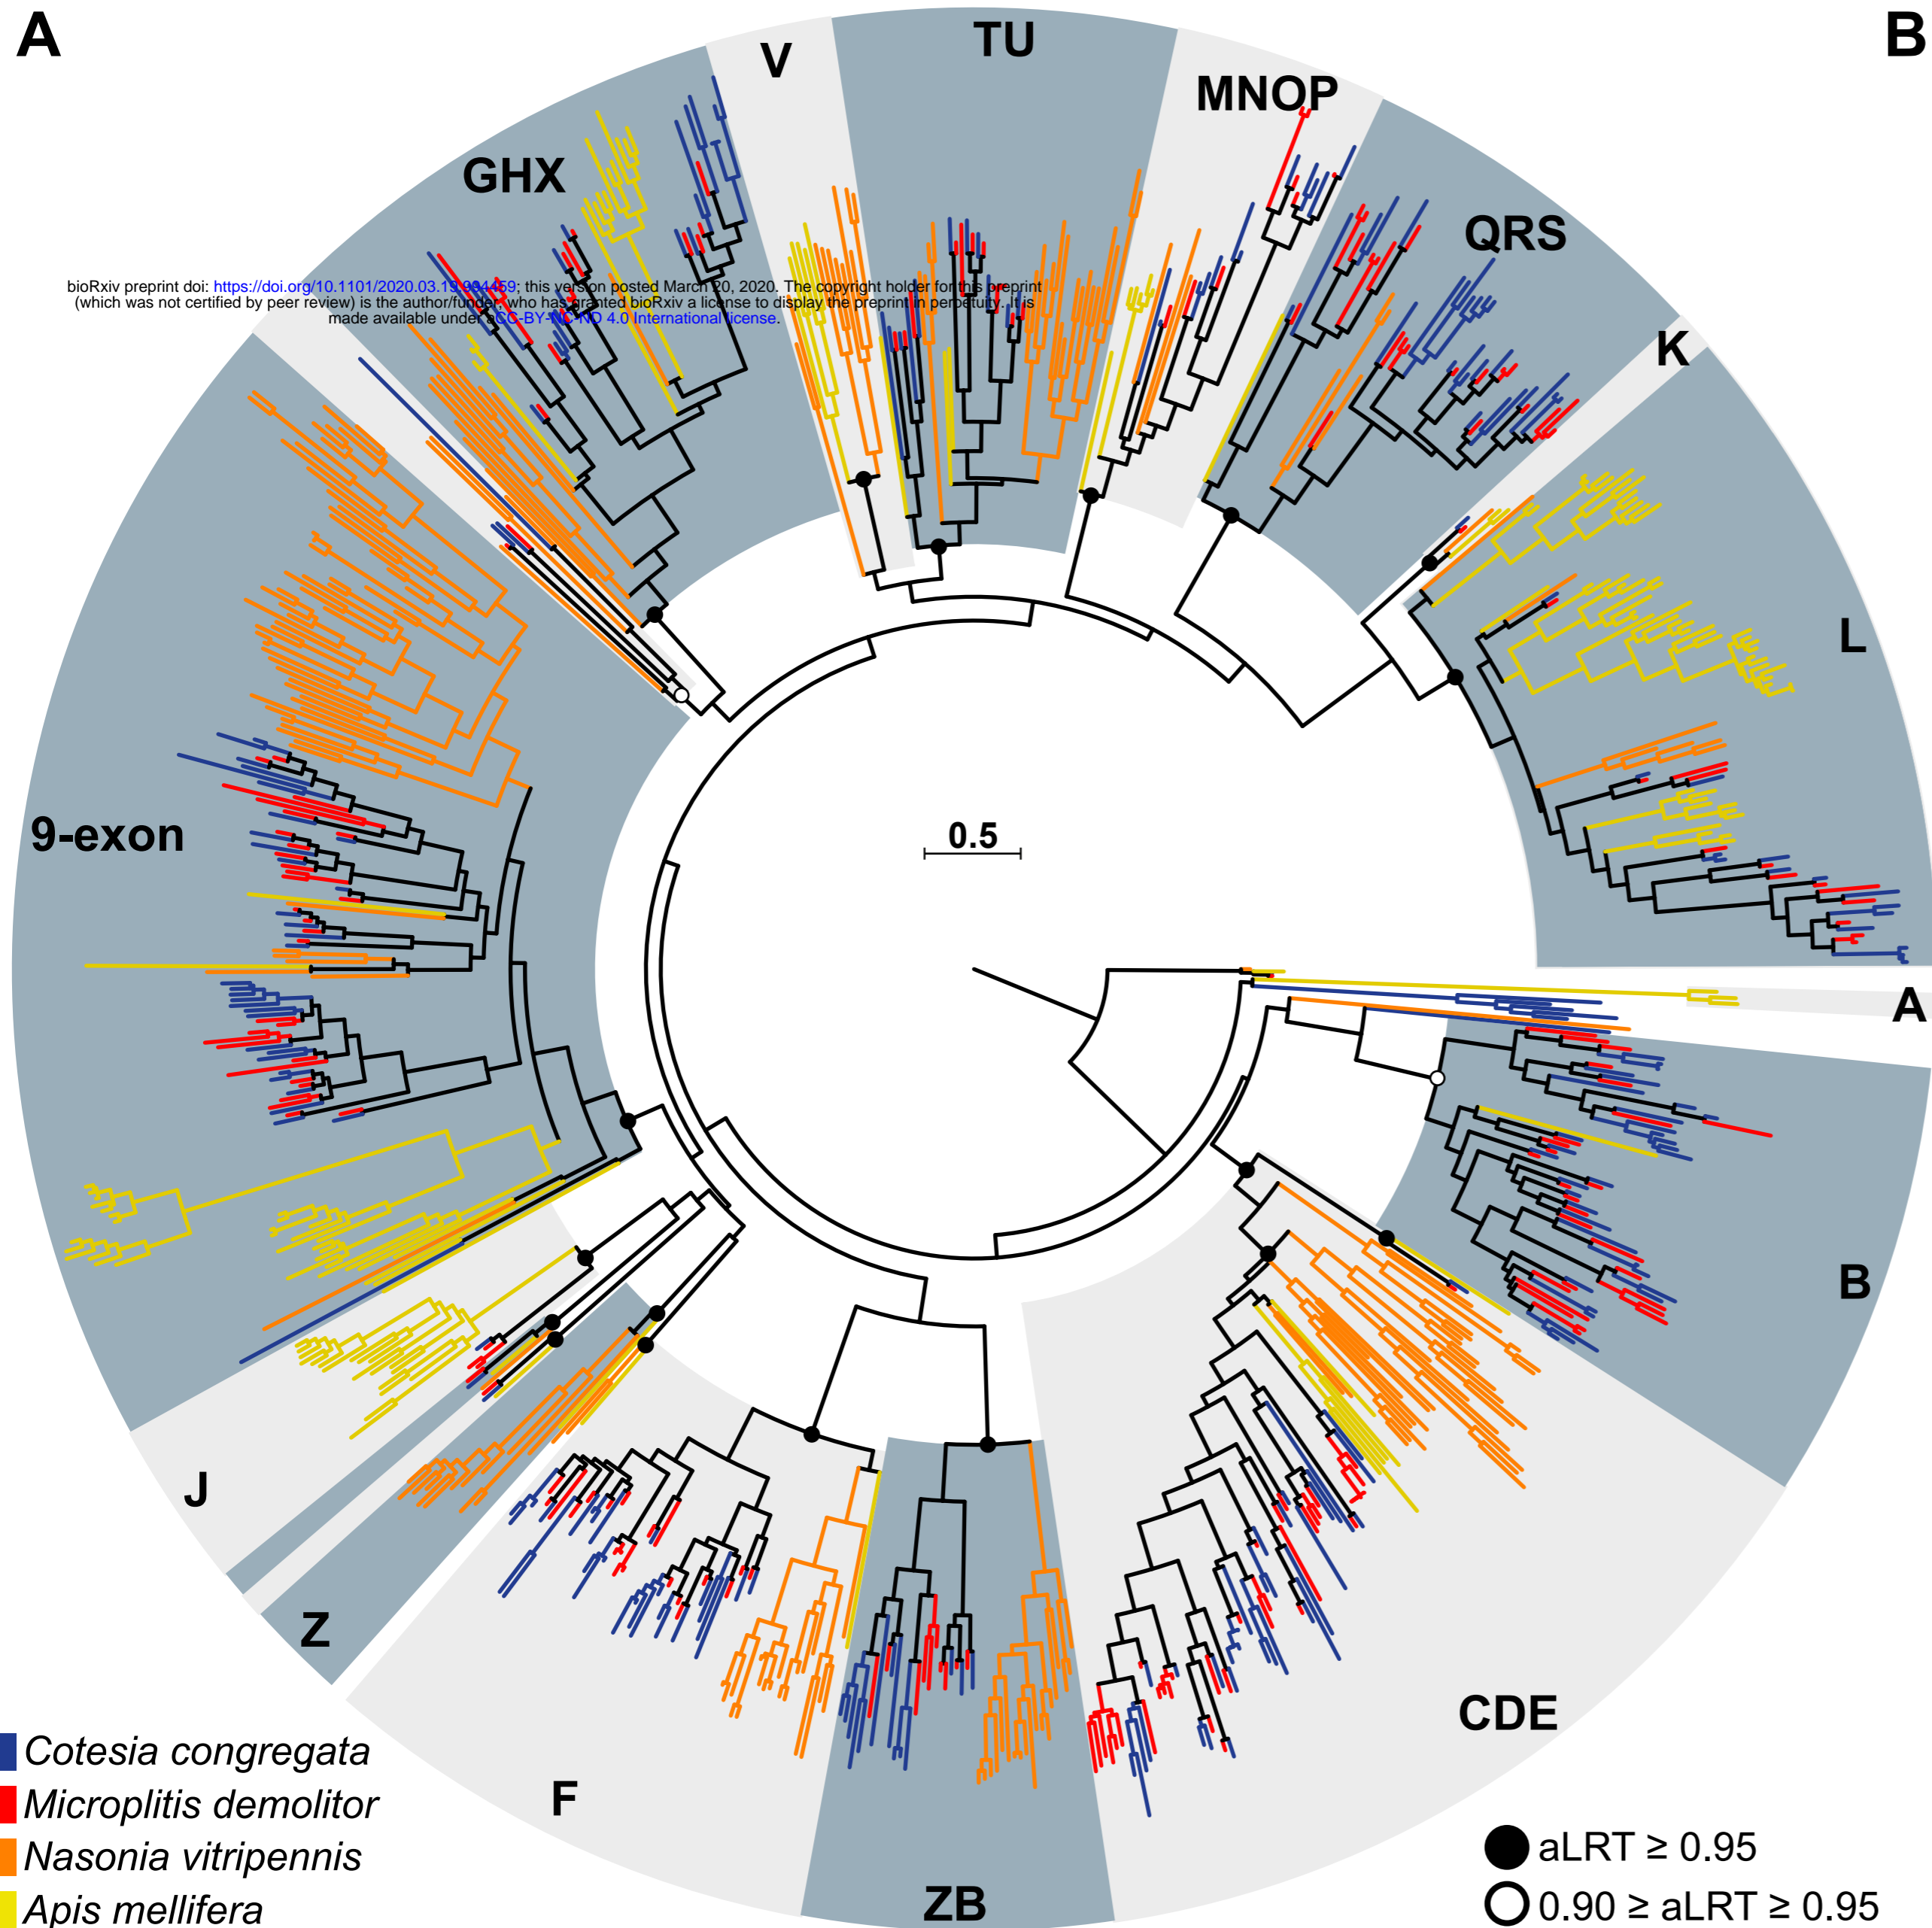 A
B
V
TU
MNOP
GHX
QRS
K
L
bioRxiv preprint doi: https://doi.org/10.1101/2020.03.19.994459; this version posted March 20, 2020. The copyright holder for this preprint
(which was not certified by peer review) is the author/funder, who has granted bioRxiv a license to display the preprint in perpetuity. It is
made available under aCC-BY-NC-ND 4.0 International license.
9-exon
0.5
A
B
J
Z
F
ZB
CDE
Cotesia congregata
Microplitis demolitor
Nasonia vitripennis
Apis mellifera
aLRT ≥ 0.95
0.90 ≥ aLRT ≥ 0.95